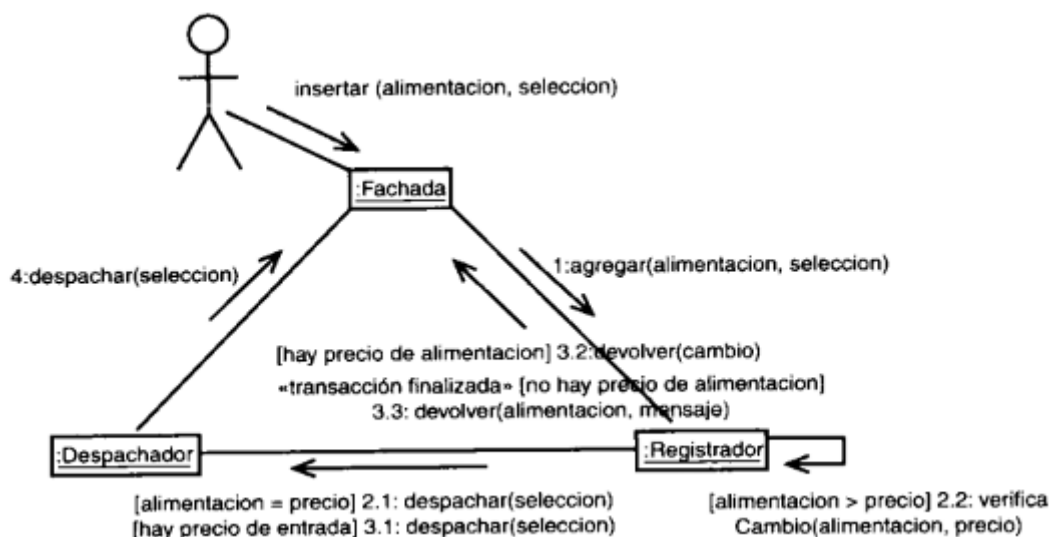 insertar (alimentacion, seleccion)
:Fachada
4:despachar(seleccion)
1:agregar(alimentacion, seleccion)
[hay precio de alimentacion] 3.2:devolver(cambio)
«transacción finalizada» [no hay precio de alimentacion]
3.3: devolver(alimentacion, mensaje)
:Despachador
:Registrador
[alimentacion = precio] 2.1: despachar(seleccion)
[hay precio de entrada] 3.1: despachar(seleccion)
[alimentacion > precio] 2.2: verifica
Cambio(alimentacion, precio)